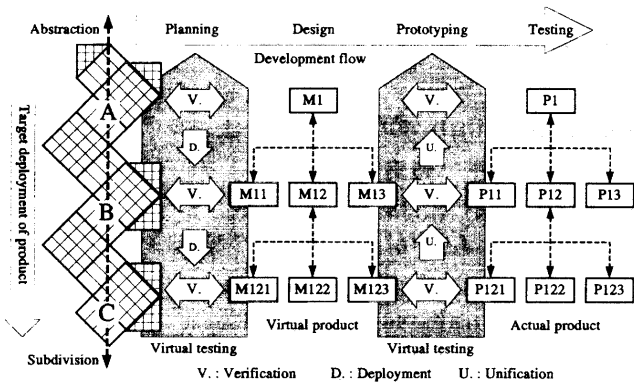 Planning Design Prototyping Testing
Abstraction
Development flow
A
V. M1 V. P1
D. U.
Target deployment of product
B
V. M11 M12 M13 V. P11 P12 P13
D. U.
C
V. M121 M122 M123 V. P121 P122 P123
Virtual product Actual product
Subdivision
Virtual testing Virtual testing
V. : Verification D. : Deployment U. : Unification